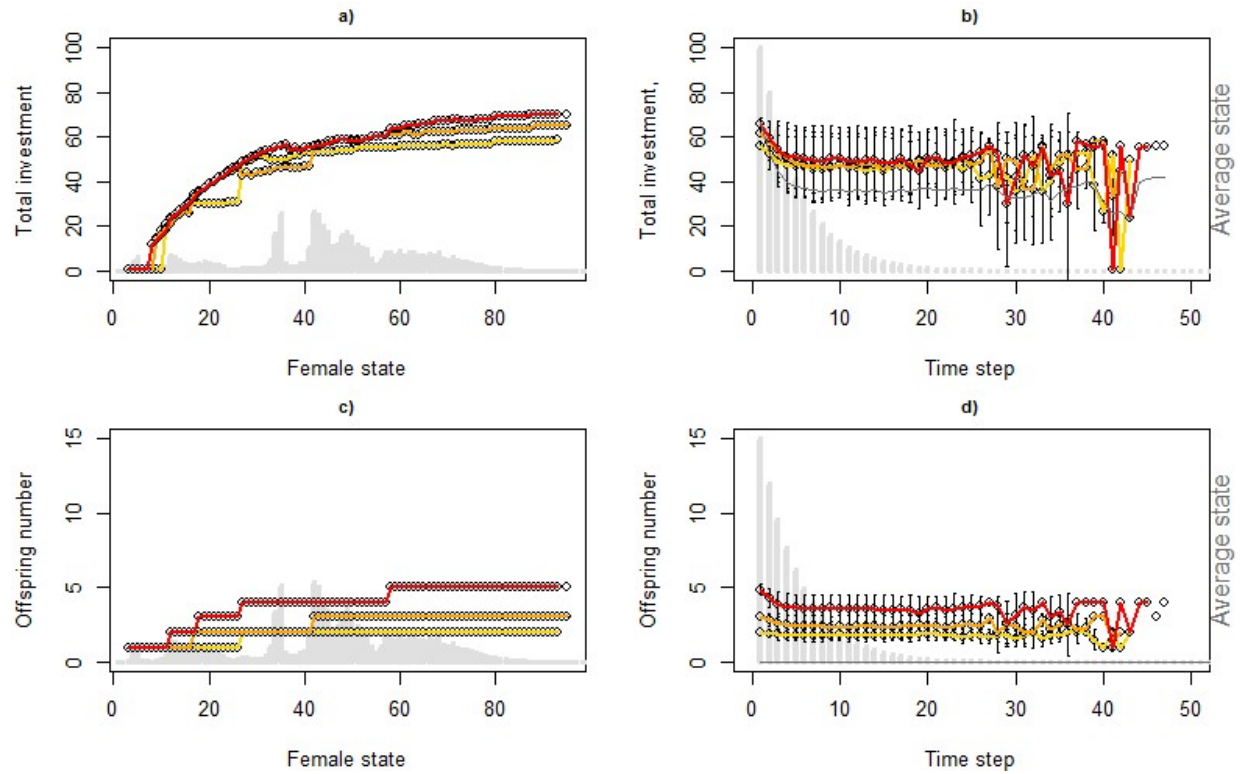 a)
Total investment
0 20 40 60 80 100
0 20 40 60 80
Female state
b)
Total investment,
0 20 40 60 80 100
0 10 20 30 40 50
Time step
Average state
c)
Offspring number
0 5 10 15
0 20 40 60 80
Female state
d)
Offspring number
0 5 10 15
0 10 20 30 40 50
Time step
Average state